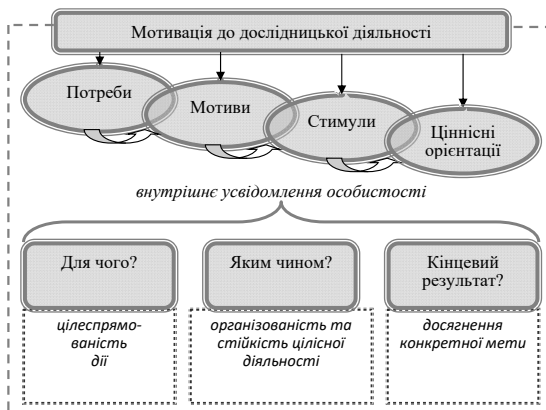 Мотивація до дослідницької діяльності
Потреби
Мотиви
Стимули
Ціннісні
орієнтації
внутрішнє усвідомлення особистості
Для чого?
Яким чином?
Кінцевий
результат?
цілеспрямо-
ваність
дії
організованість та
стійкість цілісної
діяльності
досягнення
конкретної мети